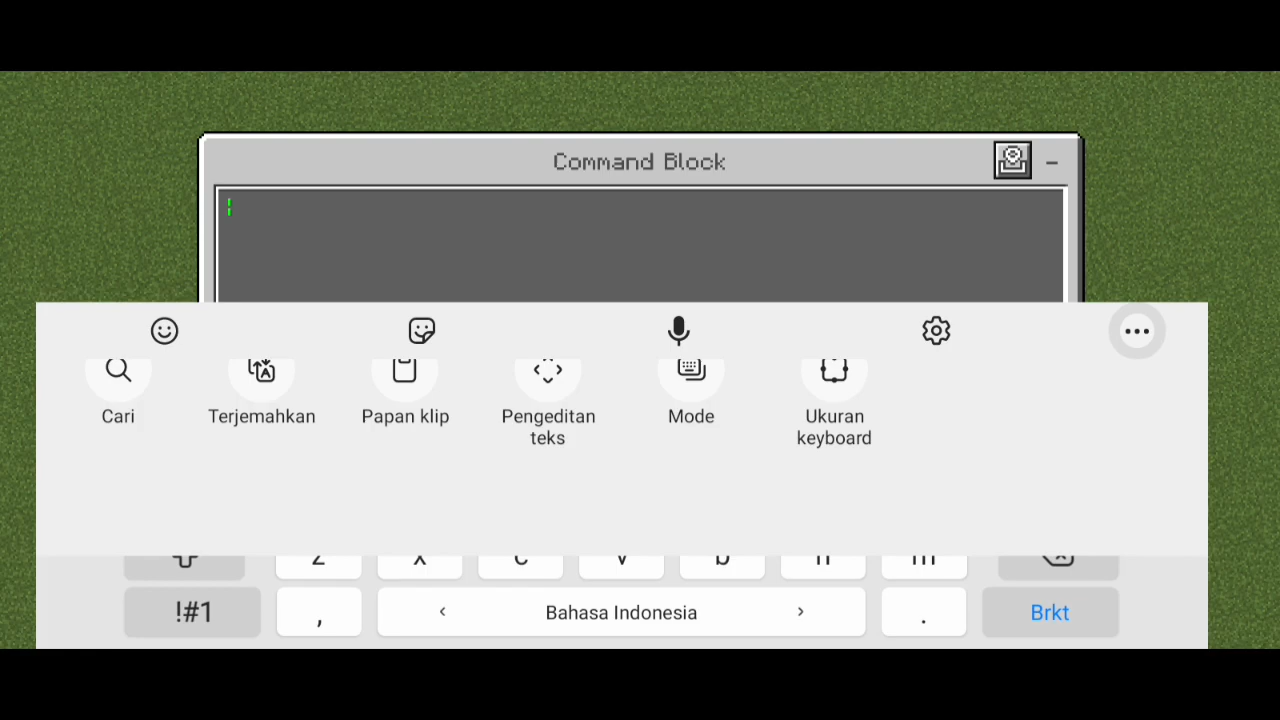 Command Block
Cari
Terjemahkan
Papan klip
Pengeditan
teks
Mode
Ukuran
keyboard
z x c v b n m
!#1 , < Bahasa Indonesia > . Brkt